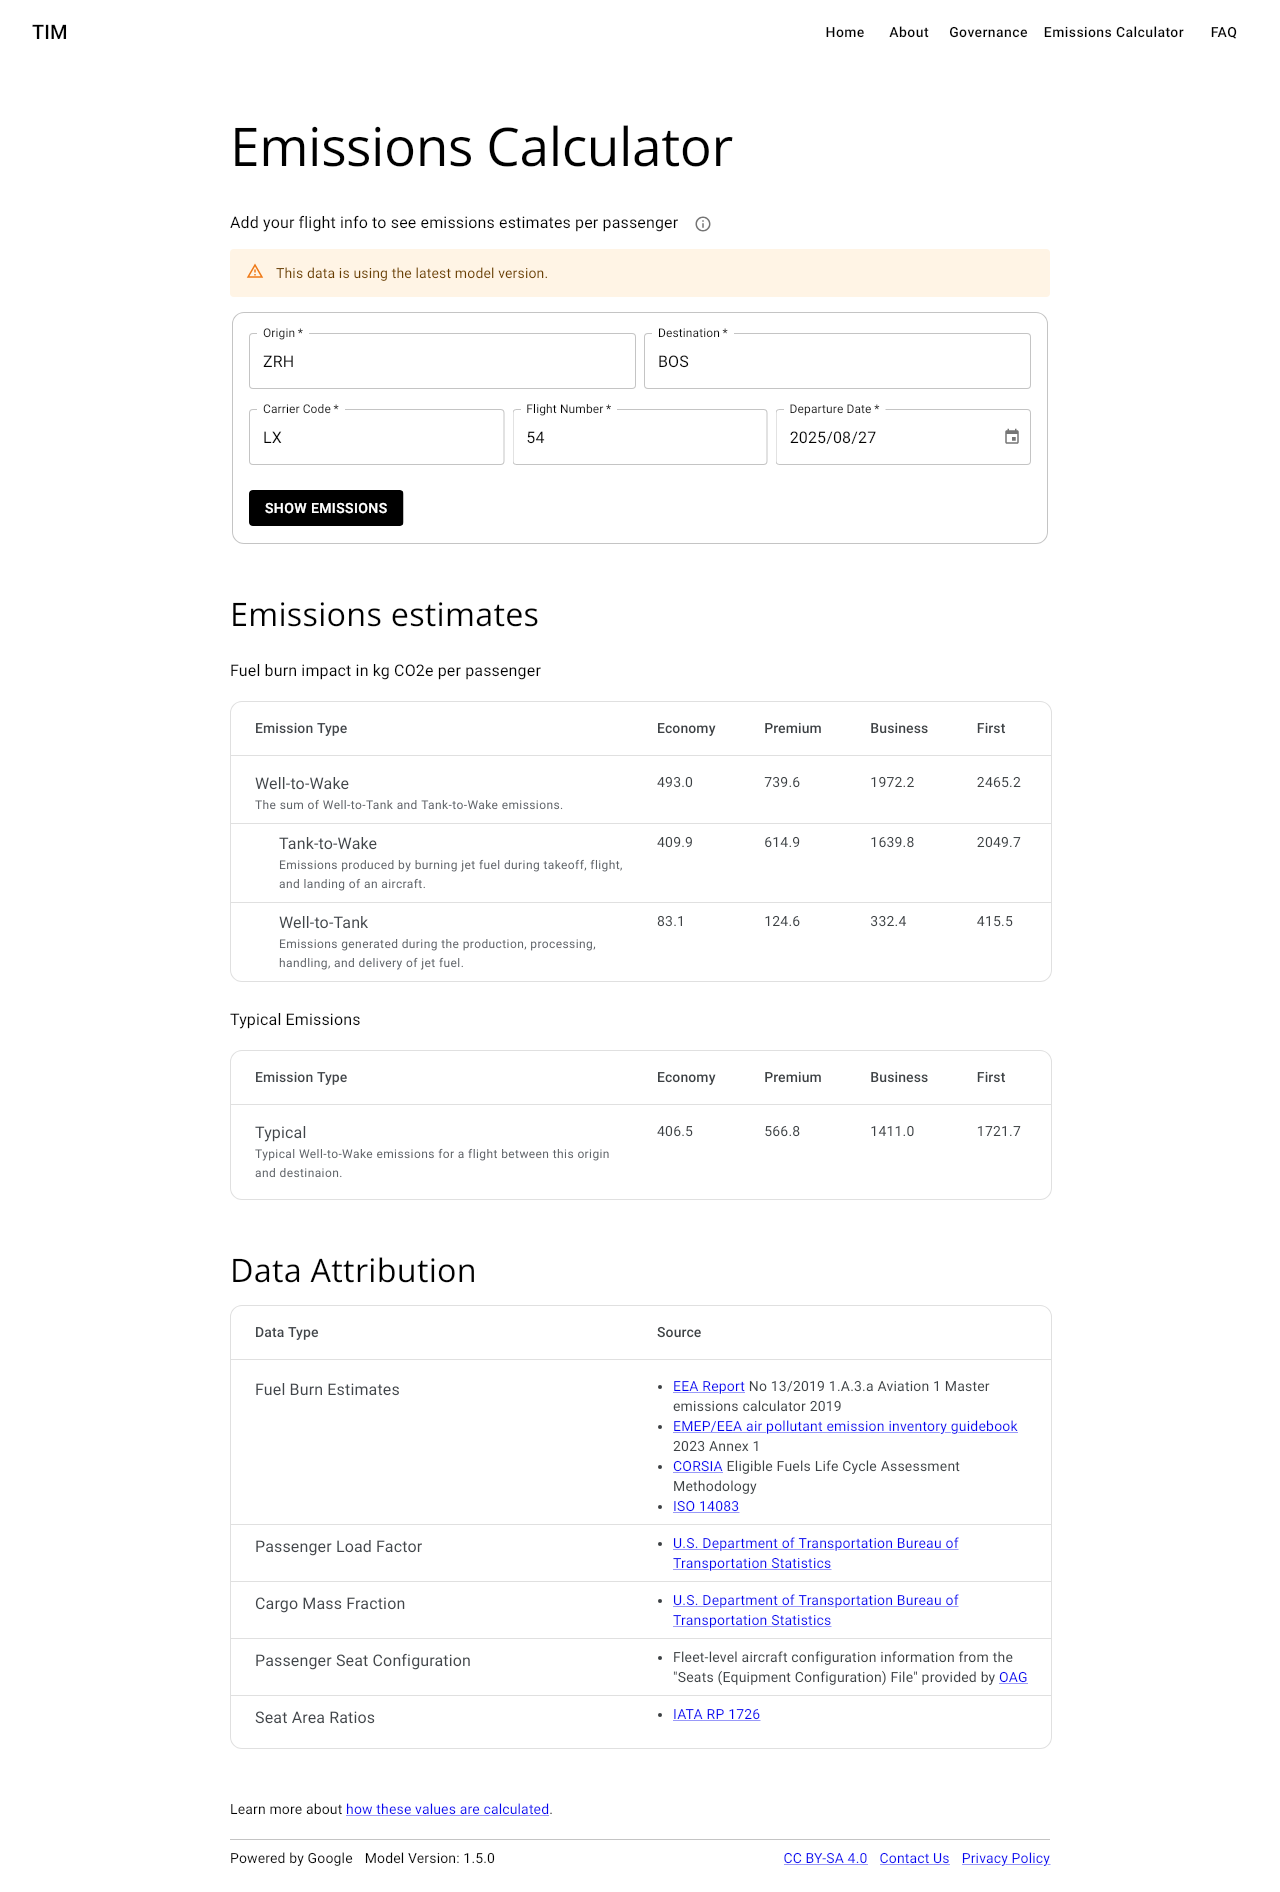 TIM
Home About Governance Emissions Calculator FAQ
Emissions Calculator
Add your flight info to see emissions estimates per passenger
This data is using the latest model version.
Origin * Destination *
ZRH BOS
Carrier Code * Flight Number * Departure Date *
LX 54 2025/08/27
SHOW EMISSIONS
Emissions estimates
Fuel burn impact in kg CO2e per passenger
Emission Type Economy Premium Business First
Well-to-Wake 493.0 739.6 1972.2 2465.2
The sum of Well-to-Tank and Tank-to-Wake emissions.
Tank-to-Wake 409.9 614.9 1639.8 2049.7
Emissions produced by burning jet fuel during takeoff, flight,
and landing of an aircraft.
Well-to-Tank 83.1 124.6 332.4 415.5
Emissions generated during the production, processing,
handling, and delivery of jet fuel.
Typical Emissions
Emission Type Economy Premium Business First
Typical 406.5 566.8 1411.0 1721.7
Typical Well-to-Wake emissions for a flight between this origin
and destinaion.
Data Attribution
Data Type Source
Fuel Burn Estimates
• EEA Report No 13/2019 1.A.3.a Aviation 1 Master
emissions calculator 2019
• EMEP/EEA air pollutant emission inventory guidebook
2023 Annex 1
• CORSIA Eligible Fuels Life Cycle Assessment
Methodology
• ISO 14083
Passenger Load Factor
• U.S. Department of Transportation Bureau of
Transportation Statistics
Cargo Mass Fraction
• U.S. Department of Transportation Bureau of
Transportation Statistics
Passenger Seat Configuration
• Fleet-level aircraft configuration information from the
"Seats (Equipment Configuration) File" provided by OAG
Seat Area Ratios
• IATA RP 1726
Learn more about how these values are calculated.
Powered by Google Model Version: 1.5.0 CC BY-SA 4.0 Contact Us Privacy Policy